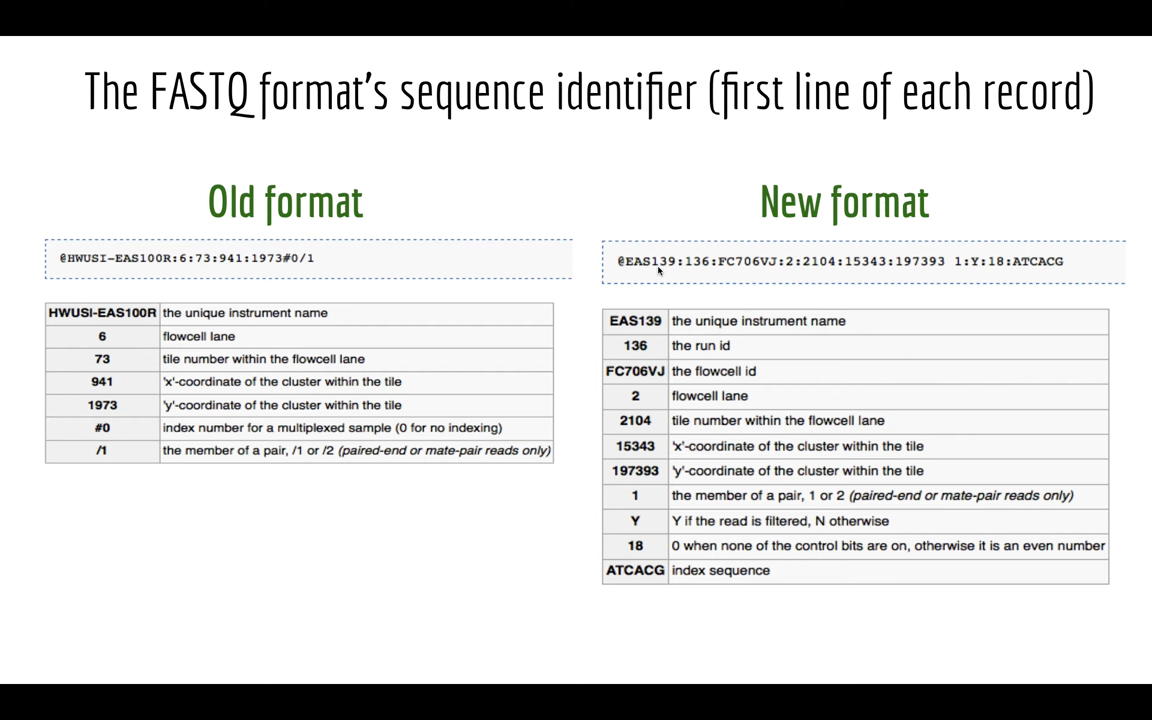 The FASTQ format's sequence identifier (first line of each record)
Old format
@HWUSI-EAS100R:6:73:941:1973#0/1
HWUSI-EAS100R the unique instrument name
6 flowcell lane
73 tile number within the flowcell lane
941 'x'-coordinate of the cluster within the tile
1973 'y'-coordinate of the cluster within the tile
#0 index number for a multiplexed sample (0 for no indexing)
/1 the member of a pair, /1 or /2 (paired-end or mate-pair reads only)
New format
@EAS139:136:FC706VJ:2:2104:15343:197393 1:Y:18:ATCACG
EAS139 the unique instrument name
136 the run id
FC706VJ the flowcell id
2 flowcell lane
2104 tile number within the flowcell lane
15343 'x'-coordinate of the cluster within the tile
197393 'y'-coordinate of the cluster within the tile
1 the member of a pair, 1 or 2 (paired-end or mate-pair reads only)
Y Y if the read is filtered, N otherwise
18 0 when none of the control bits are on, otherwise it is an even number
ATCACG index sequence